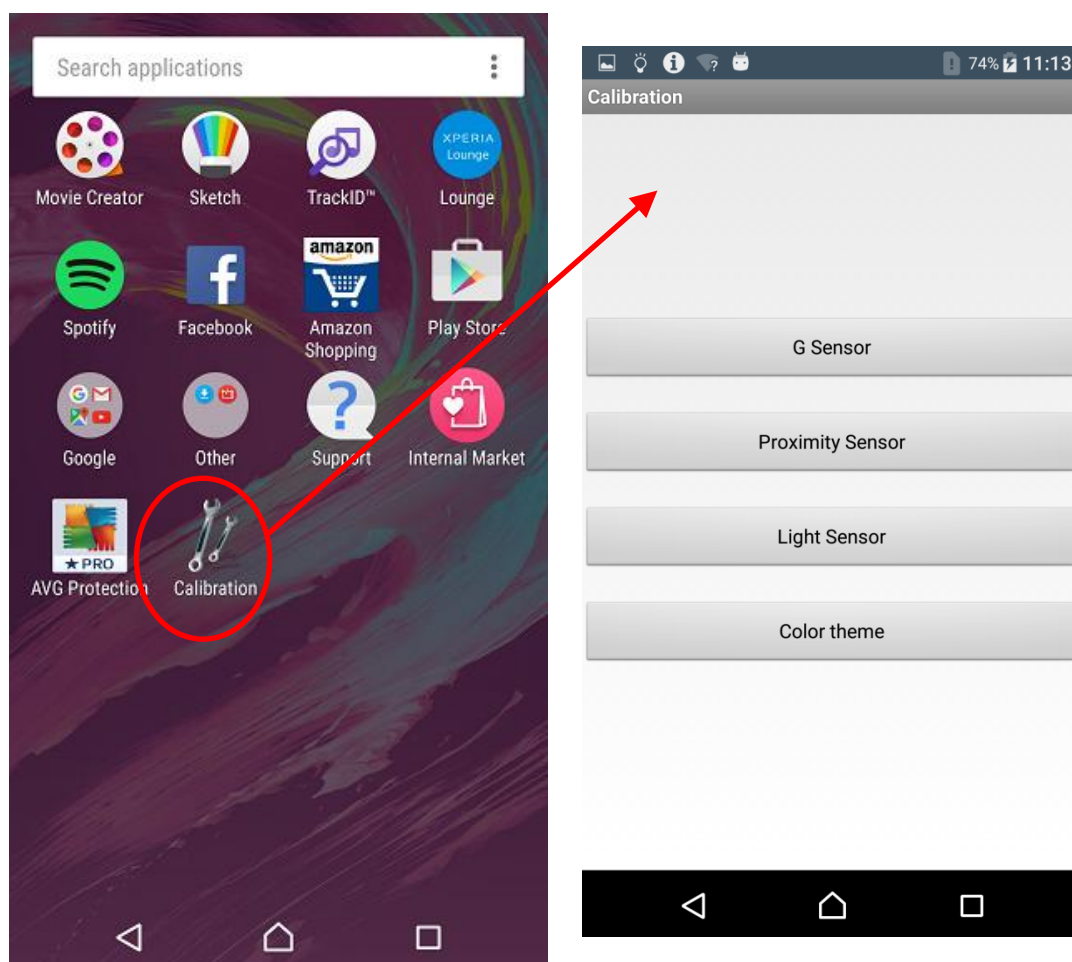 Search applications
Movie Creator
Sketch
TrackID™
XPERIA
Lounge
Lounge
Spotify
Facebook
amazon
Amazon
Shopping
Play Store
Google
Other
Support
Internal Market
★ PRO
AVG Protection
Calibration
74% 11:13
Calibration
G Sensor
Proximity Sensor
Light Sensor
Color theme